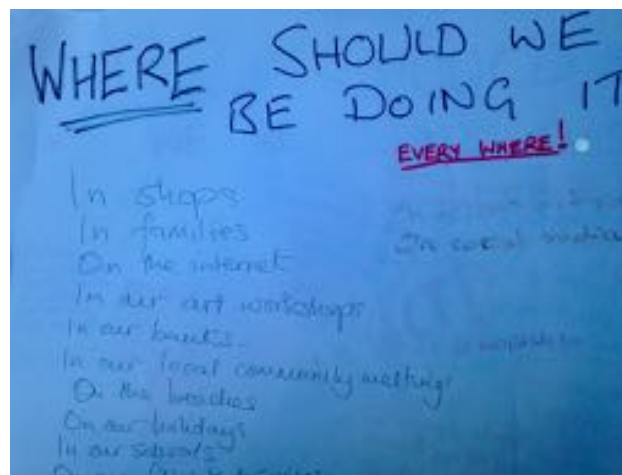 WHERE SHOULD WE
BE DOING IT
EVERY WHERE!
In shops
In families
On the internet
In our art workshops
In our banks
In our local community meetings
On the beaches
On our holidays
In our schools
On social media